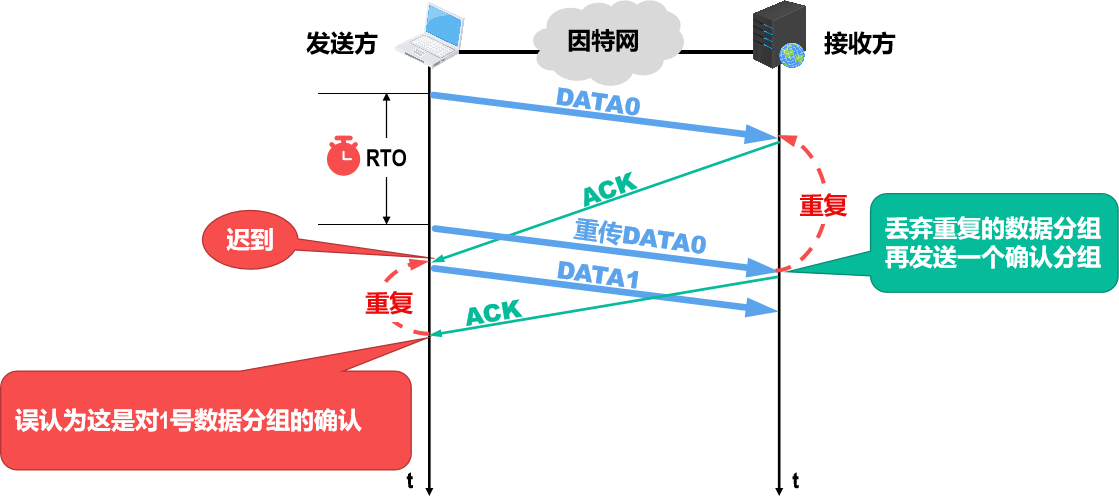 发送方
因特网
接收方
DATA0
RTO
ACK
重复
迟到
重传DATA0
丢弃重复的数据分组
再发送一个确认分组
DATA1
重复
ACK
误认为这是对1号数据分组的确认
t
t